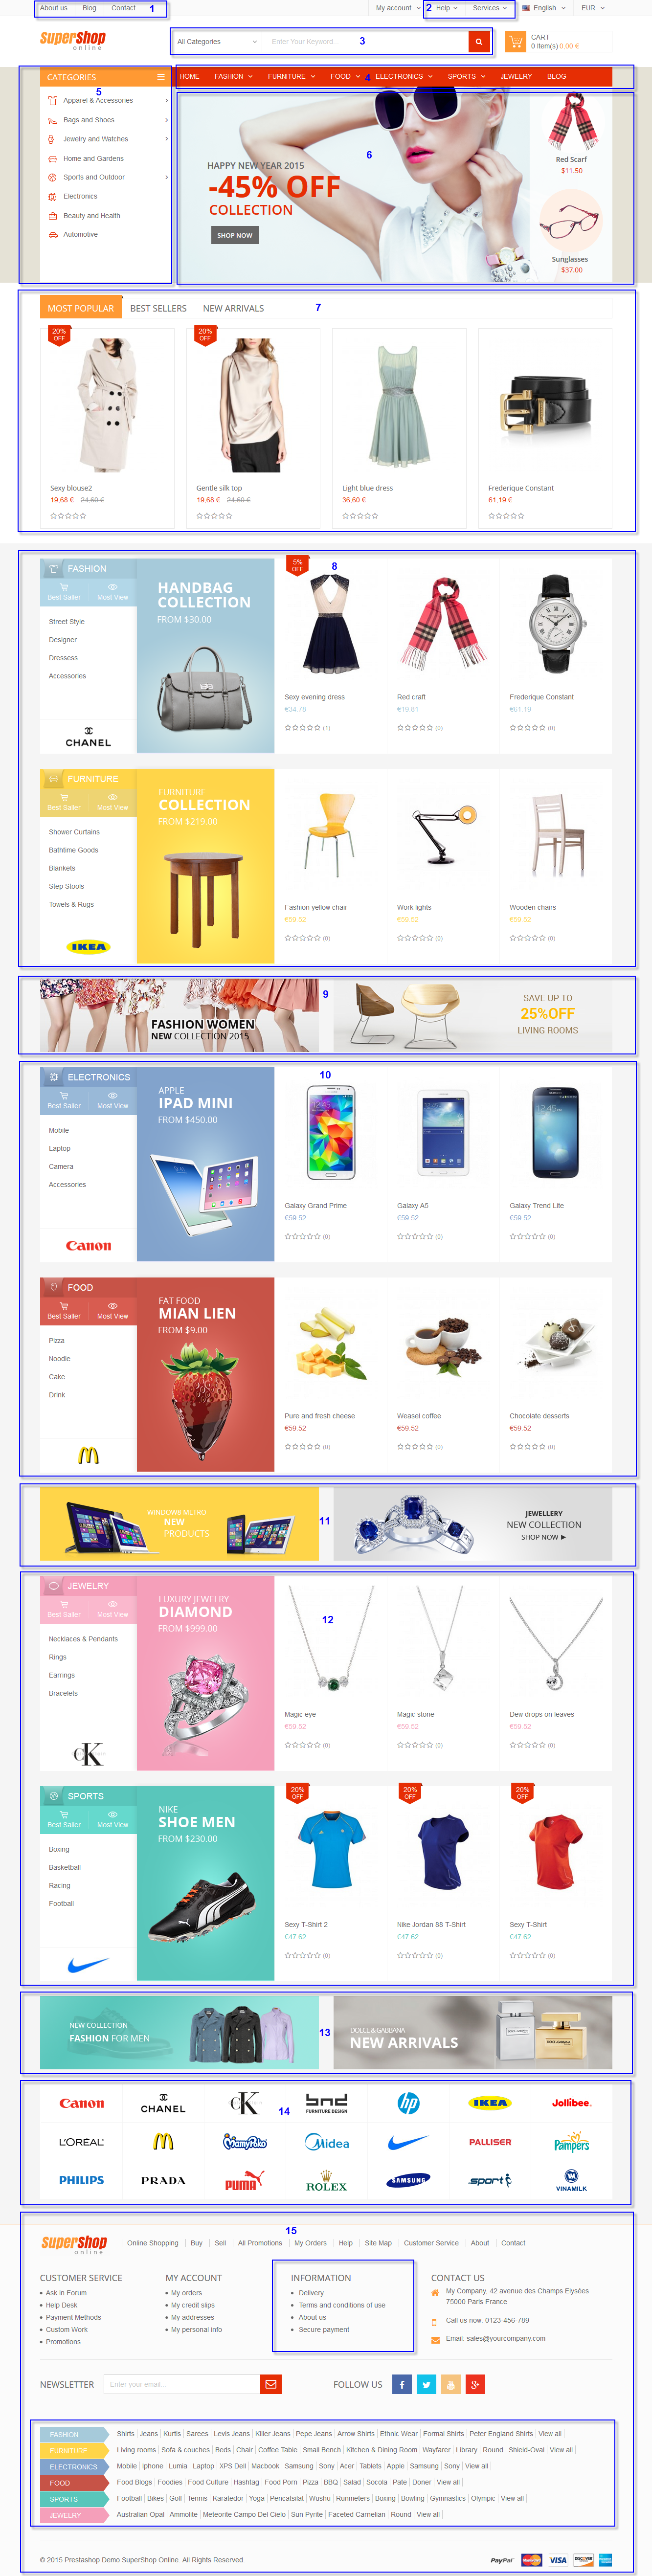 About us Blog Contact 1 My account 2 Help Services English EUR
supershop
online
All Categories Enter Your Keyword... 3
CART
0 Item(s) 0.00 €
CATEGORIES
HOME FASHION FURNITURE FOOD 4 ELECTRONICS SPORTS JEWELRY BLOG
5
Apparel & Accessories
Bags and Shoes
Jewelry and Watches
Home and Gardens
Sports and Outdoor
Electronics
Beauty and Health
Automotive
6
HAPPY NEW YEAR 2015
-45% OFF
COLLECTION
SHOP NOW
Red Scarf
$11.50
Sunglasses
$37.00
MOST POPULAR BEST SELLERS NEW ARRIVALS 7
20%
OFF
20%
OFF
Sexy blouse2 Gentle silk top Light blue dress Frederique Constant
19,68 € 24,60 € 19,68 € 24,60 € 36,60 € 61,19 €
FASHION
Best Saller Most View
Street Style
Designer
Dressess
Accessories
CHANEL
HANDBAG
COLLECTION
FROM $30.00
5%
OFF
8
Sexy evening dress Red craft Frederique Constant
€34.76 €19.81 €61.19
(1) (0) (0)
FURNITURE
Best Saller Most View
Shower Curtains
Bathtime Goods
Blankets
Step Stools
Towels & Rugs
IKEA
FURNITURE
COLLECTION
FROM $219.00
Fashion yellow chair Work lights Wooden chairs
€59.52 €59.52 €59.52
(0) (0) (0)
9
FASHION WOMEN
NEW COLLECTION 2015
SAVE UP TO
25%OFF
LIVING ROOMS
ELECTRONICS
Best Saller Most View
Mobile
Laptop
Camera
Accessories
Canon
APPLE
IPAD MINI
FROM $450.00
10
Galaxy Grand Prime Galaxy A5 Galaxy Trend Lite
€59.52 €59.52 €59.52
(0) (0) (0)
FOOD
Best Saller Most View
Pizza
Noodle
Cake
Drink
FAT FOOD
MIAN LIEN
FROM $9.00
Pure and fresh cheese Weasel coffee Chocolate desserts
€59.52 €59.52 €59.52
(0) (0) (0)
WINDOW8 METRO
NEW
PRODUCTS
11
JEWELLERY
NEW COLLECTION
SHOP NOW
JEWELRY
Best Saller Most View
Necklaces & Pendants
Rings
Earrings
Bracelets
CK
LUXURY JEWELRY
DIAMOND
FROM $999.00
12
Magic eye Magic stone Dew drops on leaves
€59.52 €59.52 €59.52
(0) (0) (0)
SPORTS
Best Saller Most View
Boxing
Basketball
Racing
Football
NIKE
SHOE MEN
FROM $230.00
20%
OFF
20%
OFF
20%
OFF
Sexy T-Shirt 2 Nike Jordan 88 T-Shirt Sexy T-Shirt
€47.62 €47.62 €47.62
(0) (0) (0)
NEW COLLECTION
FASHION FOR MEN
13
DOLCE & GABBANA
NEW ARRIVALS
Canon CHANEL CK bnd FURNITURE DESIGN hp IKEA Jollibee.
14
L'ORÉAL MamyPoko Midea PALLISER Pampers
PHILIPS PRADA PUMA ROLEX SAMSUNG sport VINAMILK
15
supershop
online
Online Shopping Buy Sell All Promotions My Orders Help Site Map Customer Service About Contact
CUSTOMER SERVICE
Ask in Forum
Help Desk
Payment Methods
Custom Work
Promotions
MY ACCOUNT
My orders
My credit slips
My addresses
My personal info
INFORMATION
Delivery
Terms and conditions of use
About us
Secure payment
CONTACT US
My Company, 42 avenue des Champs Elysées
75000 Paris France
Call us now: 0123-456-789
Email: sales@yourcompany.com
NEWSLETTER Enter your email... FOLLOW US
FASHION Shirts Jeans Kurtis Sarees Levis Jeans Killer Jeans Pepe Jeans Arrow Shirts Ethnic Wear Formal Shirts Peter England Shirts View all
FURNITURE Living rooms Sofa & couches Beds Chair Coffee Table Small Bench Kitchen & Dining Room Wayfarer Library Round Shield-Oval View all
ELECTRONICS Mobile Iphone Lumia Laptop XPS Dell Macbook Samsung Sony Acer Tablets Apple Samsung Sony View all
FOOD Food Blogs Foodies Food Culture Hashtag Food Porn Pizza BBQ Salad Socola Pate Doner View all
SPORTS Football Bikes Golf Tennis Karatedor Yoga Pencatsilat Wushu Runmeters Boxing Bowling Gymnastics Olympic View all
JEWELRY Australian Opal Ammolite Meteorite Campo Del Cielo Sun Pyrite Faceted Carnelian Round View all
© 2015 Prestashop Demo SuperShop Online. All Rights Reserved.
PayPal MasterCard VISA DISCOVER